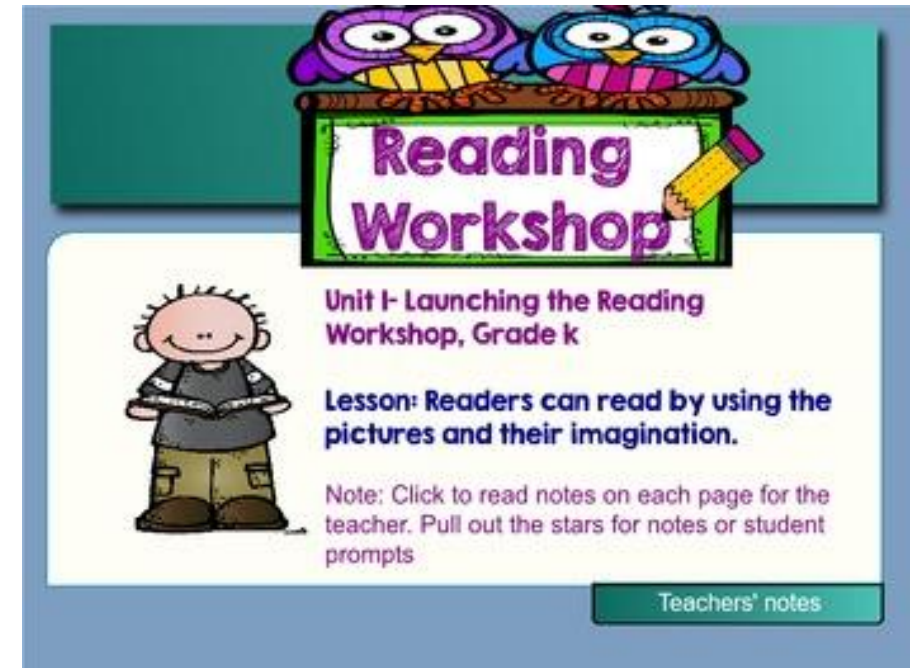 Reading
Workshop
Unit 1- Launching the Reading
Workshop, Grade k
Lesson: Readers can read by using the
pictures and their imagination.
Note: Click to read notes on each page for the
teacher. Pull out the stars for notes or student
prompts
Teachers' notes